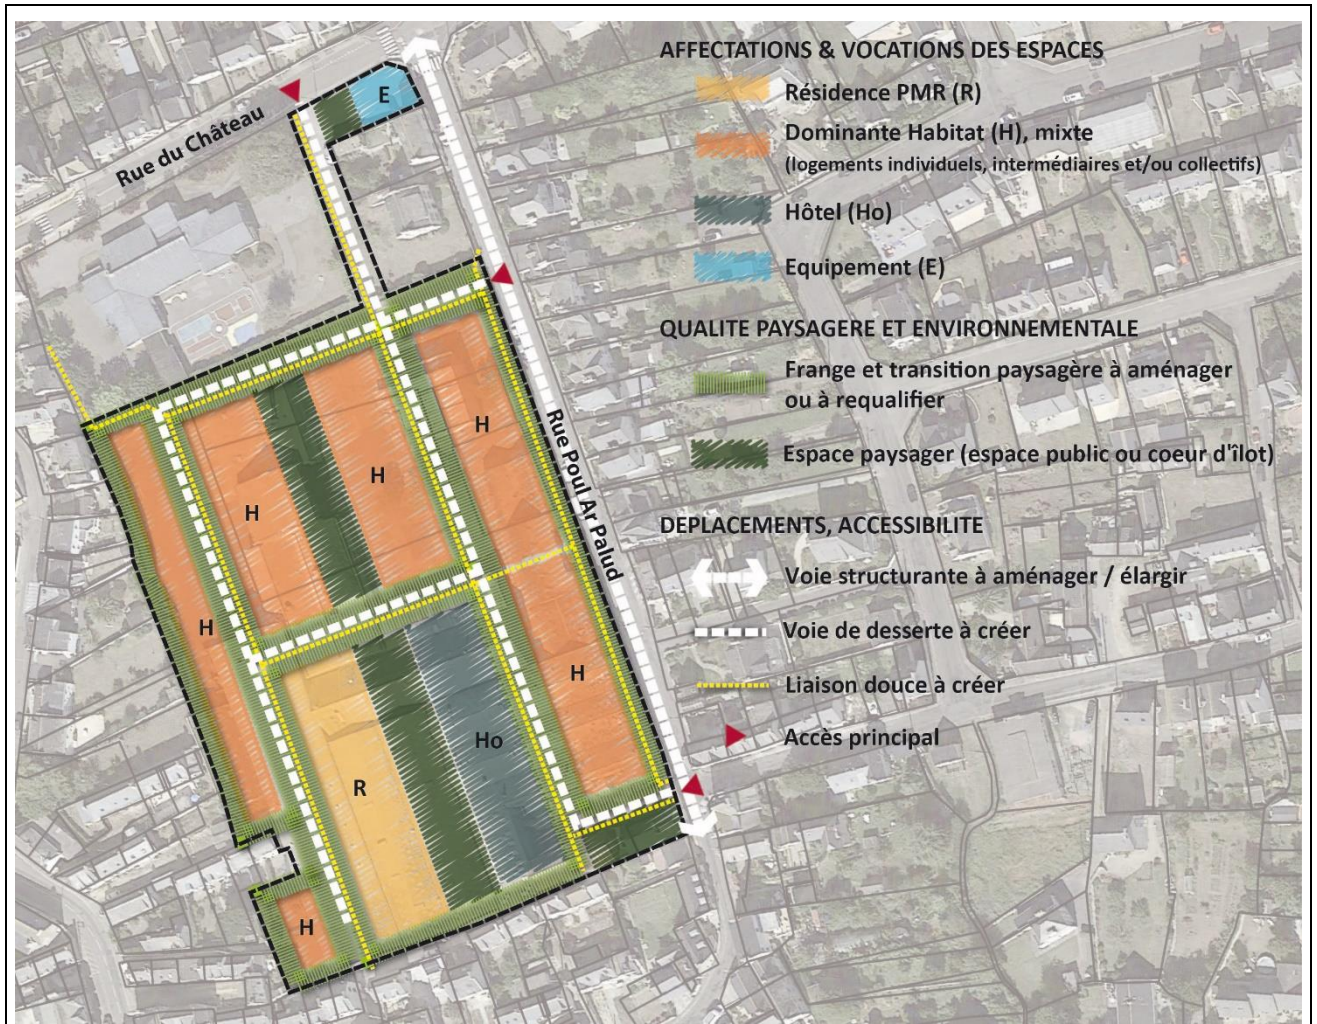 AFFECTATIONS & VOCATIONS DES ESPACES
Résidence PMR (R)
Dominante Habitat (H), mixte
(logements individuels, intermédiaires et/ou collectifs)
Hôtel (Ho)
Equipement (E)
QUALITE PAYSAGERE ET ENVIRONNEMENTALE
Frange et transition paysagère à aménager
ou à requalifier
Espace paysager (espace public ou coeur d'îlot)
DEPLACEMENTS, ACCESSIBILITE
Voie structurante à aménager / élargir
Voie de desserte à créer
Liaison douce à créer
Accès principal
Rue du Château
E
Rue Poul Ar Palud
H
H
H
H
H
Ho
R
H